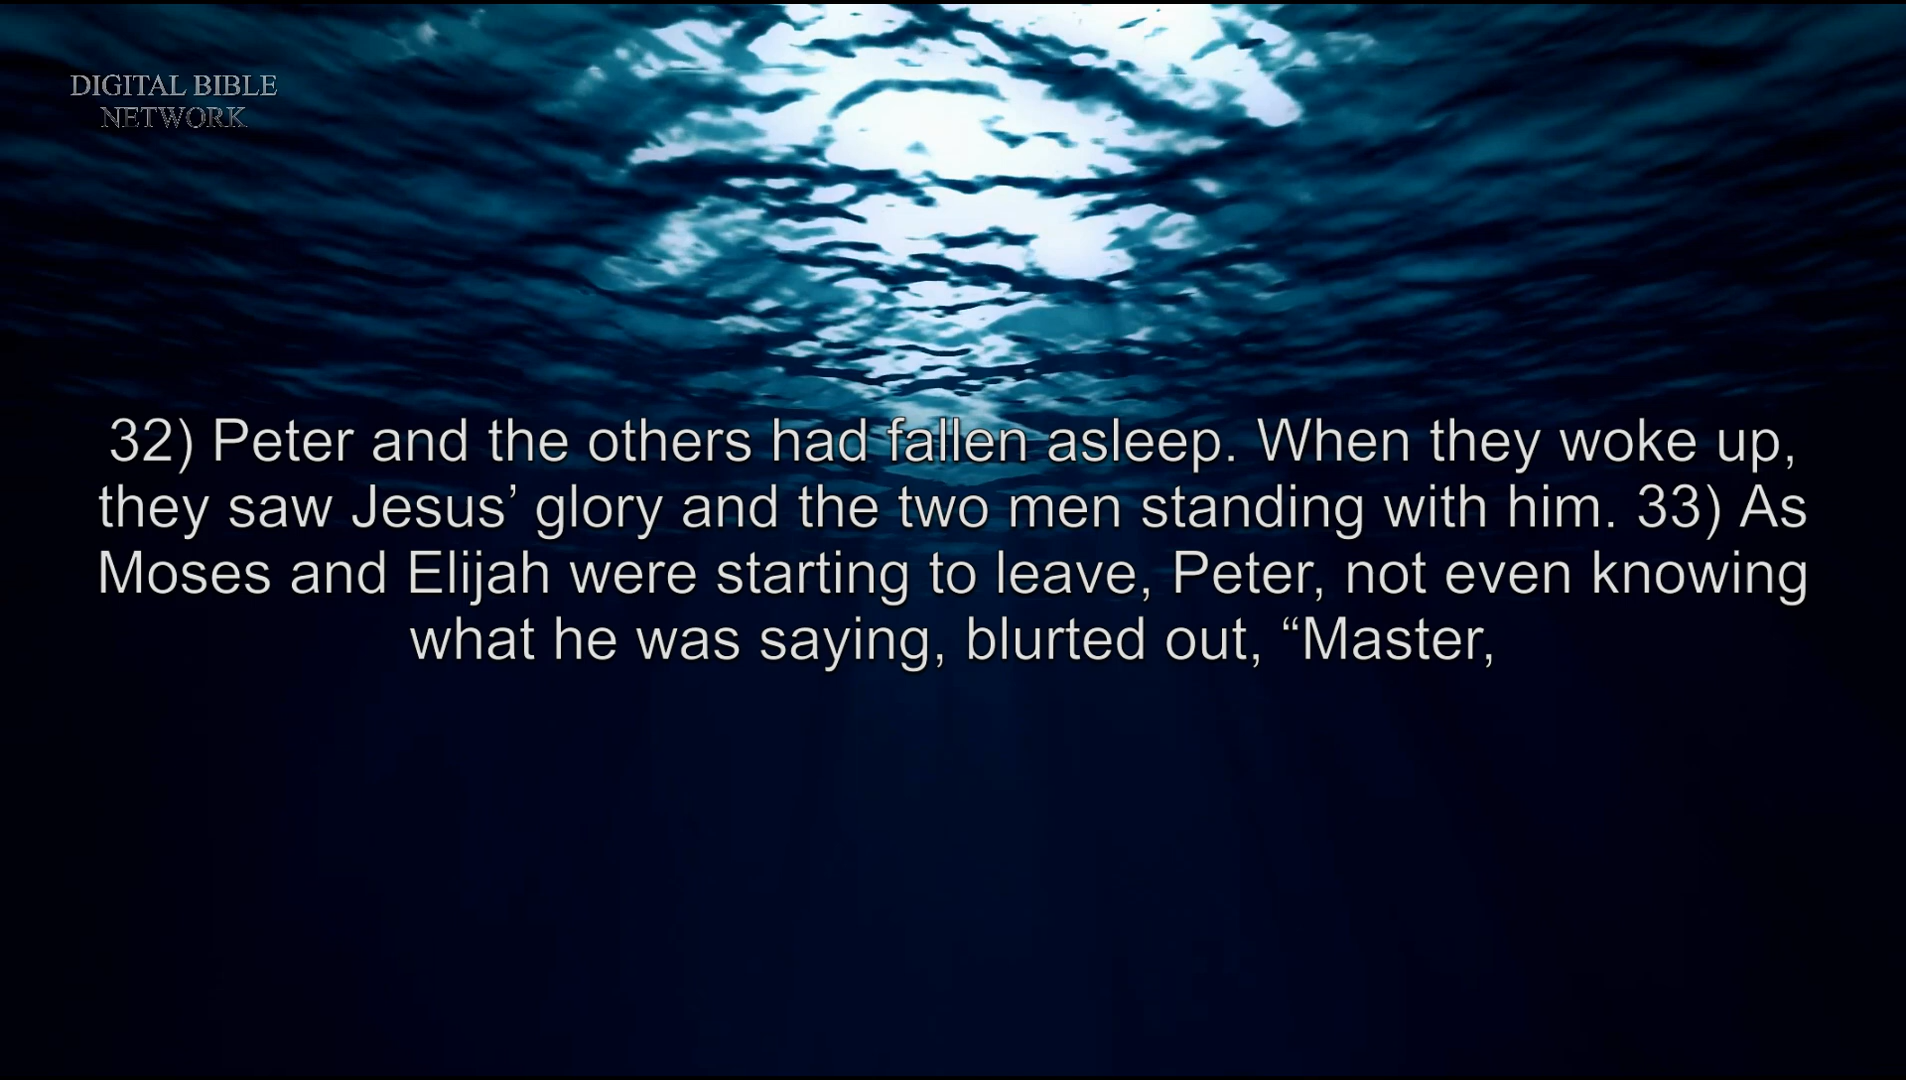 DIGITAL BIBLE
NETWORK
32) Peter and the others had fallen asleep. When they woke up,
they saw Jesus’ glory and the two men standing with him. 33) As
Moses and Elijah were starting to leave, Peter, not even knowing
what he was saying, blurted out, “Master,